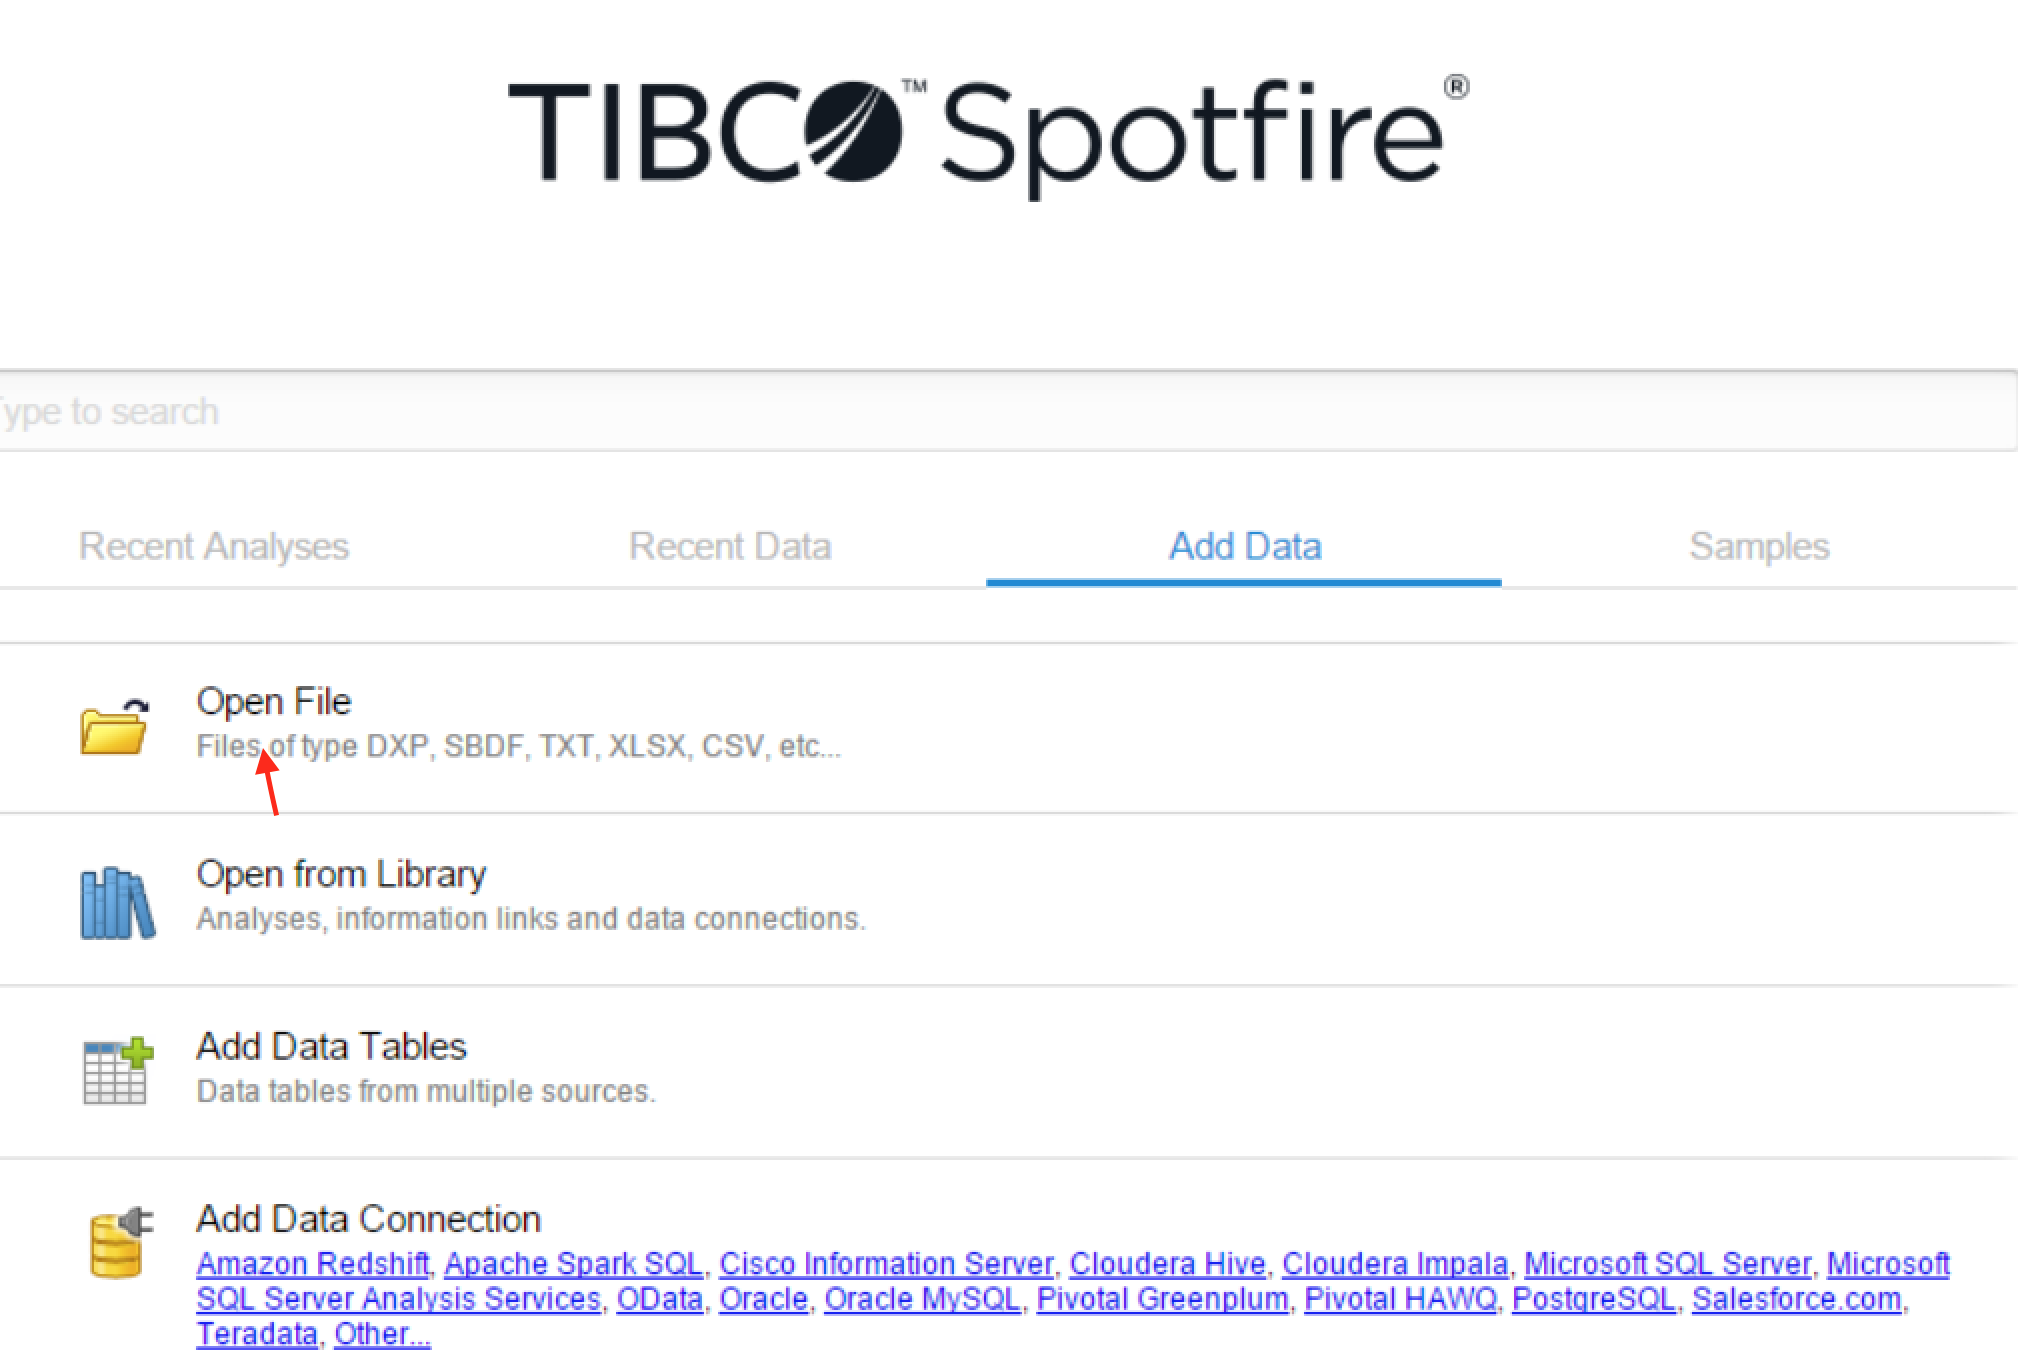 TIBCO™ Spotfire®
Type to search
Recent Analyses
Recent Data
Add Data
Samples
Open File
Files of type DXP, SBDF, TXT, XLSX, CSV, etc...
Open from Library
Analyses, information links and data connections.
Add Data Tables
Data tables from multiple sources.
Add Data Connection
Amazon Redshift, Apache Spark SQL, Cisco Information Server, Cloudera Hive, Cloudera Impala, Microsoft SQL Server, Microsoft
SQL Server Analysis Services, OData, Oracle, Oracle MySQL, Pivotal Greenplum, Pivotal HAWQ, PostgreSQL, Salesforce.com,
Teradata, Other...